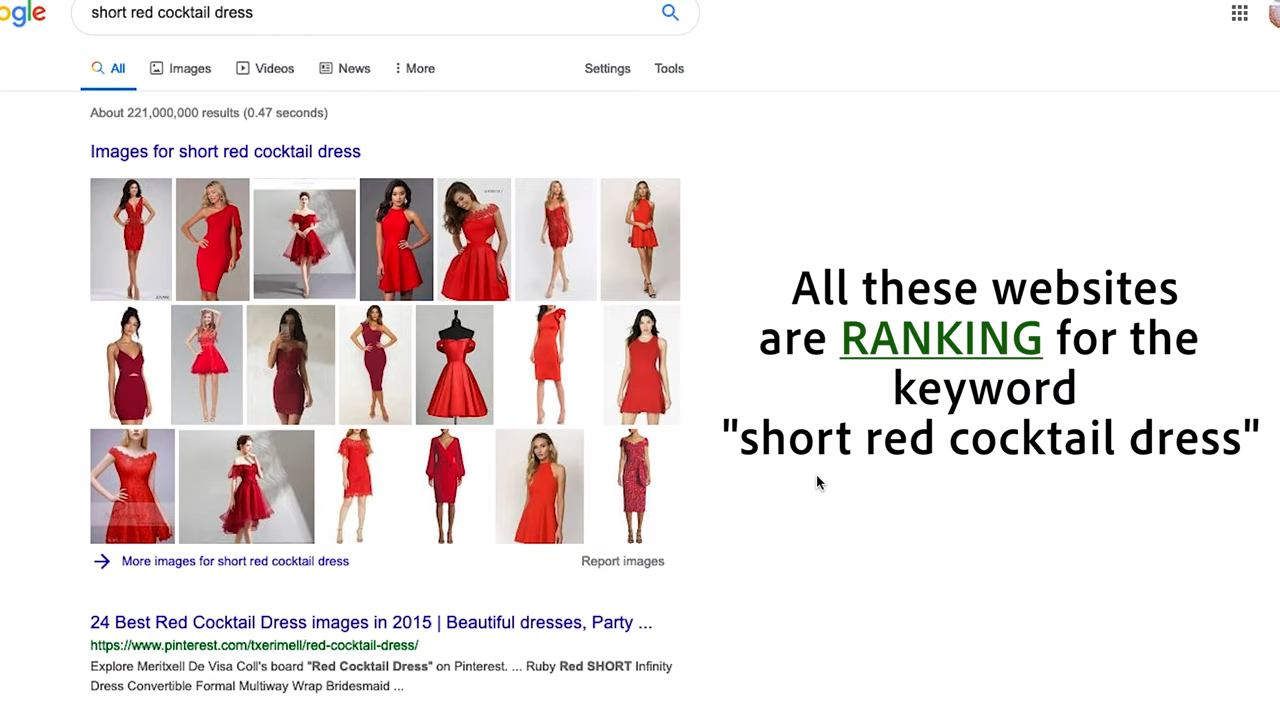 ogle
short red cocktail dress
All Images Videos News More Settings Tools
About 221,000,000 results (0.47 seconds)
Images for short red cocktail dress
More images for short red cocktail dress Report images
24 Best Red Cocktail Dress images in 2015 | Beautiful dresses, Party ...
https://www.pinterest.com/txerimell/red-cocktail-dress/
Explore Meritxell De Visa Coll's board "Red Cocktail Dress" on Pinterest. ... Ruby Red SHORT Infinity
Dress Convertible Formal Multiway Wrap Bridesmaid ...
All these websites
are RANKING for the
keyword
"short red cocktail dress"